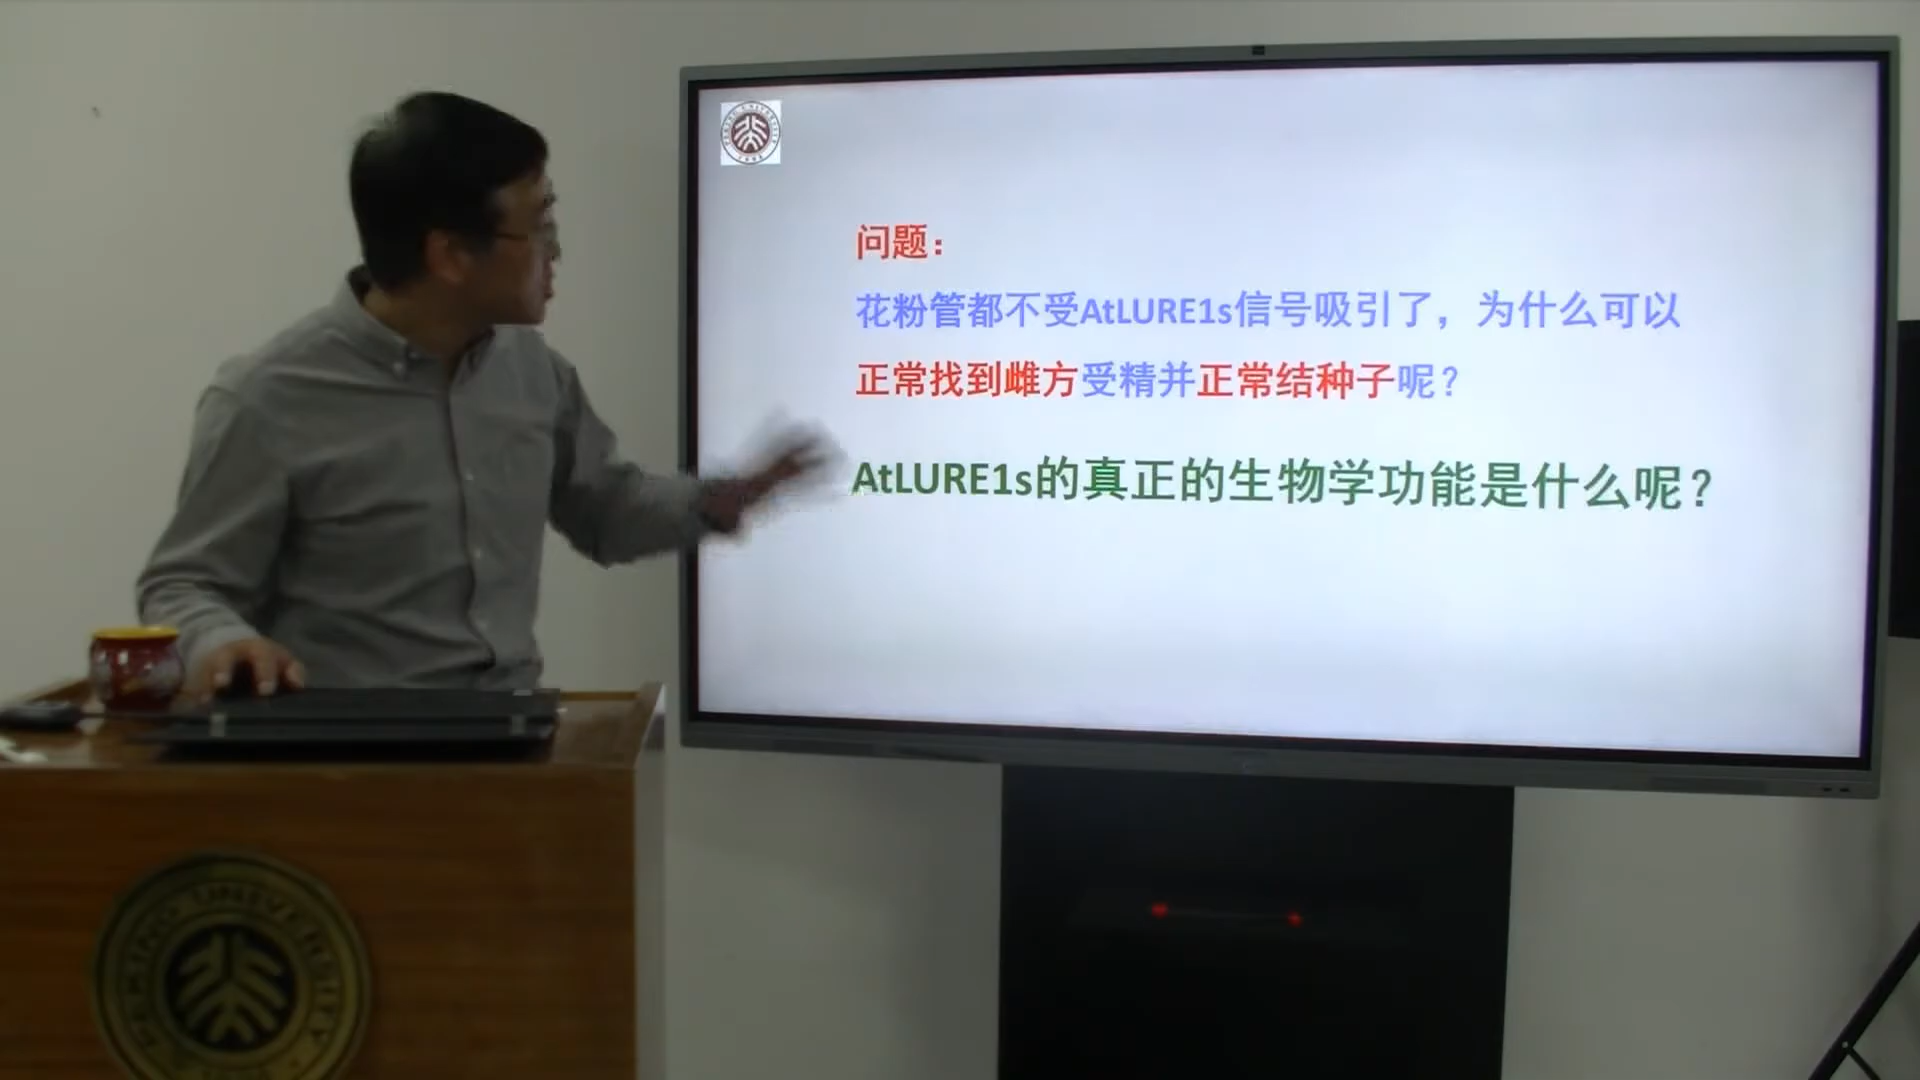 问题：
花粉管都不受AtLURE1s信号吸引了，为什么可以
正常找到雌方受精并正常结种子呢？
AtLURE1s的真正的生物学功能是什么呢？
PEKING UNIVERSITY